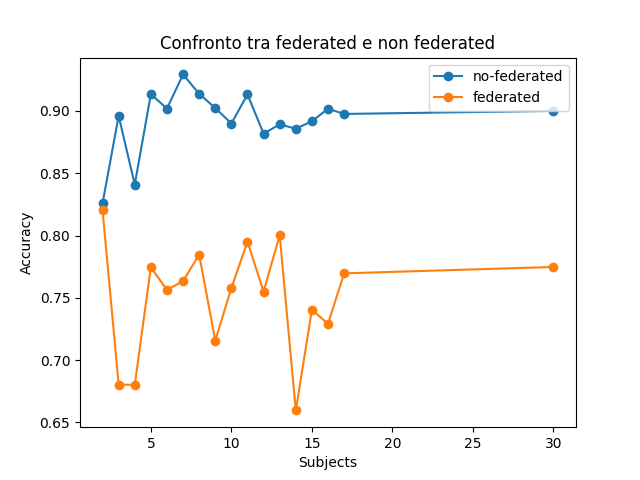 Confronto tra federated e non federated
no-federated
federated
Accuracy
0.90
0.85
0.80
0.75
0.70
0.65
5 10 15 20 25 30
Subjects